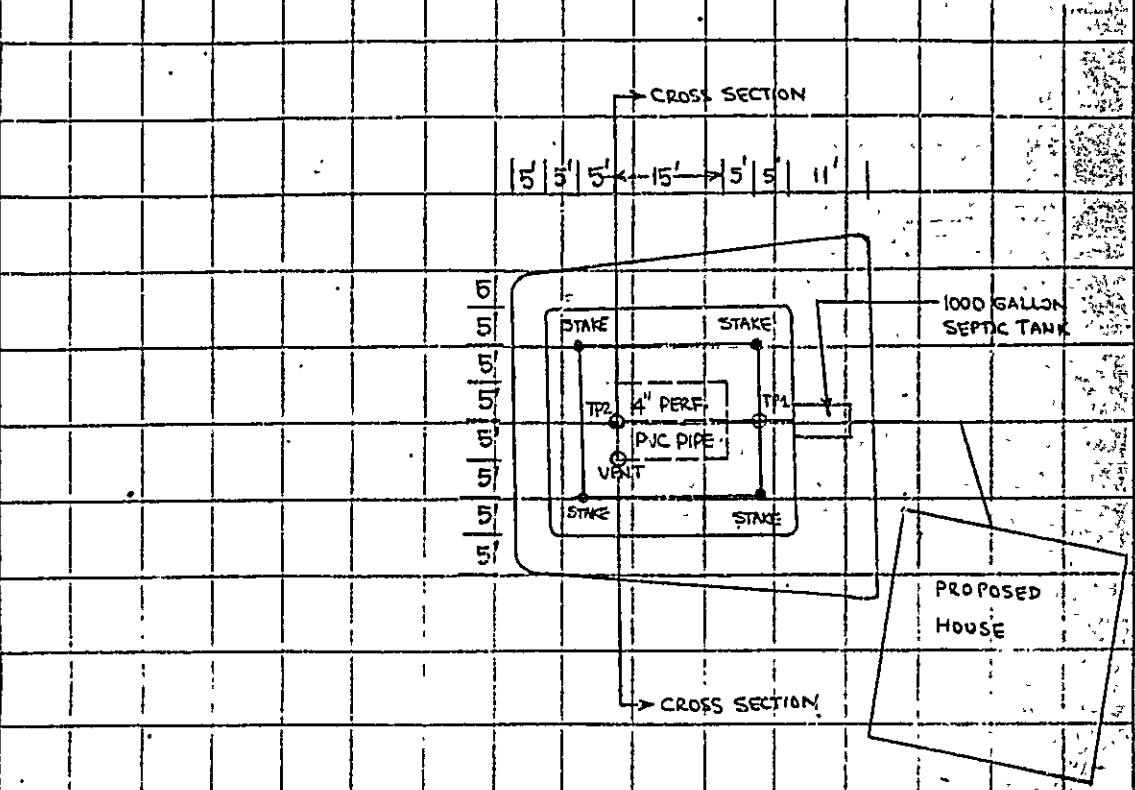 CROSS SECTION
5' 5' 5' 15' 5' 5' 11'
5'
5'
5'
5'
5'
5'
5'
5'
1000 GALLON
SEPTIC TANK
STAKE STAKE
TP2 4" PERF. TP1
PVC PIPE
VENT
STAKE STAKE
PROPOSED
HOUSE
CROSS SECTION